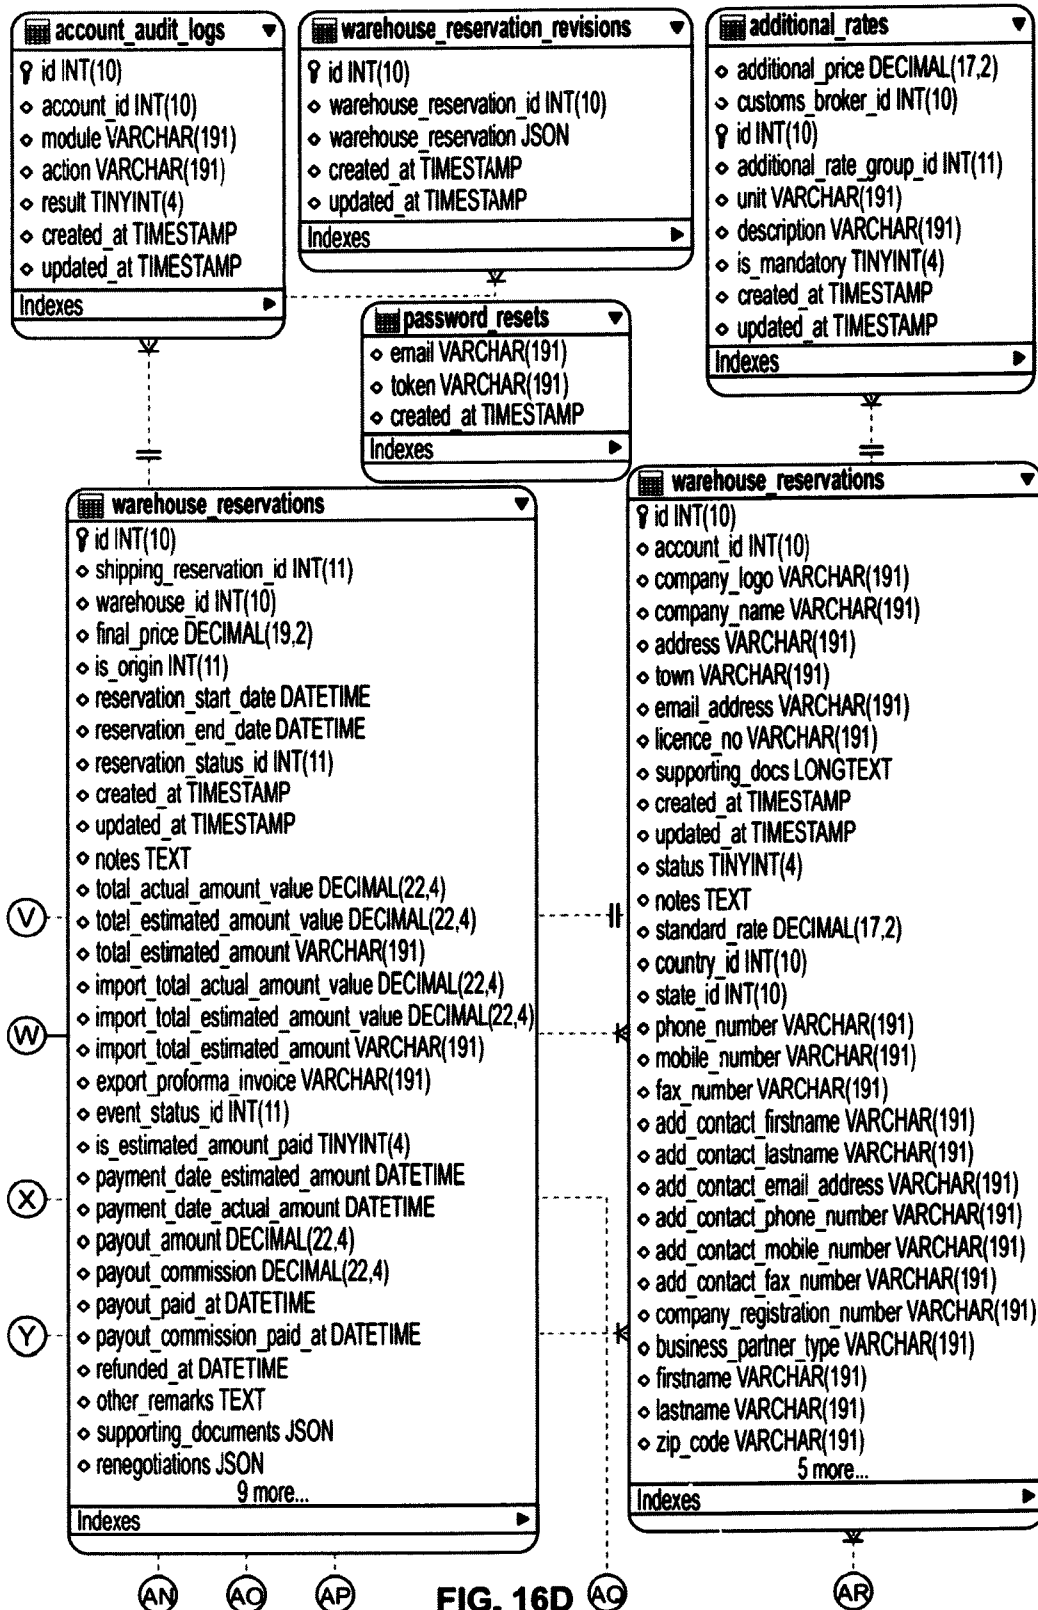 account_audit_logs
id INT(10)
account_id INT(10)
module VARCHAR(191)
action VARCHAR(191)
result TINYINT(4)
created_at TIMESTAMP
updated_at TIMESTAMP
Indexes
warehouse_reservation_revisions
id INT(10)
warehouse_reservation_id INT(10)
warehouse_reservation JSON
created_at TIMESTAMP
updated_at TIMESTAMP
Indexes
additional_rates
additional_price DECIMAL(17,2)
customs_broker_id INT(10)
id INT(10)
additional_rate_group_id INT(11)
unit VARCHAR(191)
description VARCHAR(191)
is_mandatory TINYINT(4)
created_at TIMESTAMP
updated_at TIMESTAMP
Indexes
password_resets
email VARCHAR(191)
token VARCHAR(191)
created_at TIMESTAMP
Indexes
warehouse_reservations
id INT(10)
shipping_reservation_id INT(11)
warehouse_id INT(10)
final_price DECIMAL(19,2)
is_origin INT(11)
reservation_start_date DATETIME
reservation_end_date DATETIME
reservation_status_id INT(11)
created_at TIMESTAMP
updated_at TIMESTAMP
notes TEXT
total_actual_amount_value DECIMAL(22,4)
total_estimated_amount_value DECIMAL(22,4)
total_estimated_amount VARCHAR(191)
import_total_actual_amount_value DECIMAL(22,4)
import_total_estimated_amount_value DECIMAL(22,4)
import_total_estimated_amount VARCHAR(191)
export_proforma_invoice VARCHAR(191)
event_status_id INT(11)
is_estimated_amount_paid TINYINT(4)
payment_date_estimated_amount DATETIME
payment_date_actual_amount DATETIME
payout_amount DECIMAL(22,4)
payout_commission DECIMAL(22,4)
payout_paid_at DATETIME
payout_commission_paid_at DATETIME
refunded_at DATETIME
other_remarks TEXT
supporting_documents JSON
renegotiations JSON
9 more...
Indexes
warehouse_reservations
id INT(10)
account_id INT(10)
company_logo VARCHAR(191)
company_name VARCHAR(191)
address VARCHAR(191)
town VARCHAR(191)
email_address VARCHAR(191)
licence_no VARCHAR(191)
supporting_docs LONGTEXT
created_at TIMESTAMP
updated_at TIMESTAMP
status TINYINT(4)
notes TEXT
standard_rate DECIMAL(17,2)
country_id INT(10)
state_id INT(10)
phone_number VARCHAR(191)
mobile_number VARCHAR(191)
fax_number VARCHAR(191)
add_contact_firstname VARCHAR(191)
add_contact_lastname VARCHAR(191)
add_contact_email_address VARCHAR(191)
add_contact_phone_number VARCHAR(191)
add_contact_mobile_number VARCHAR(191)
add_contact_fax_number VARCHAR(191)
company_registration_number VARCHAR(191)
business_partner_type VARCHAR(191)
firstname VARCHAR(191)
lastname VARCHAR(191)
zip_code VARCHAR(191)
5 more...
Indexes
V
W
X
Y
AN
AO
AP
FIG. 16D
AQ
AR